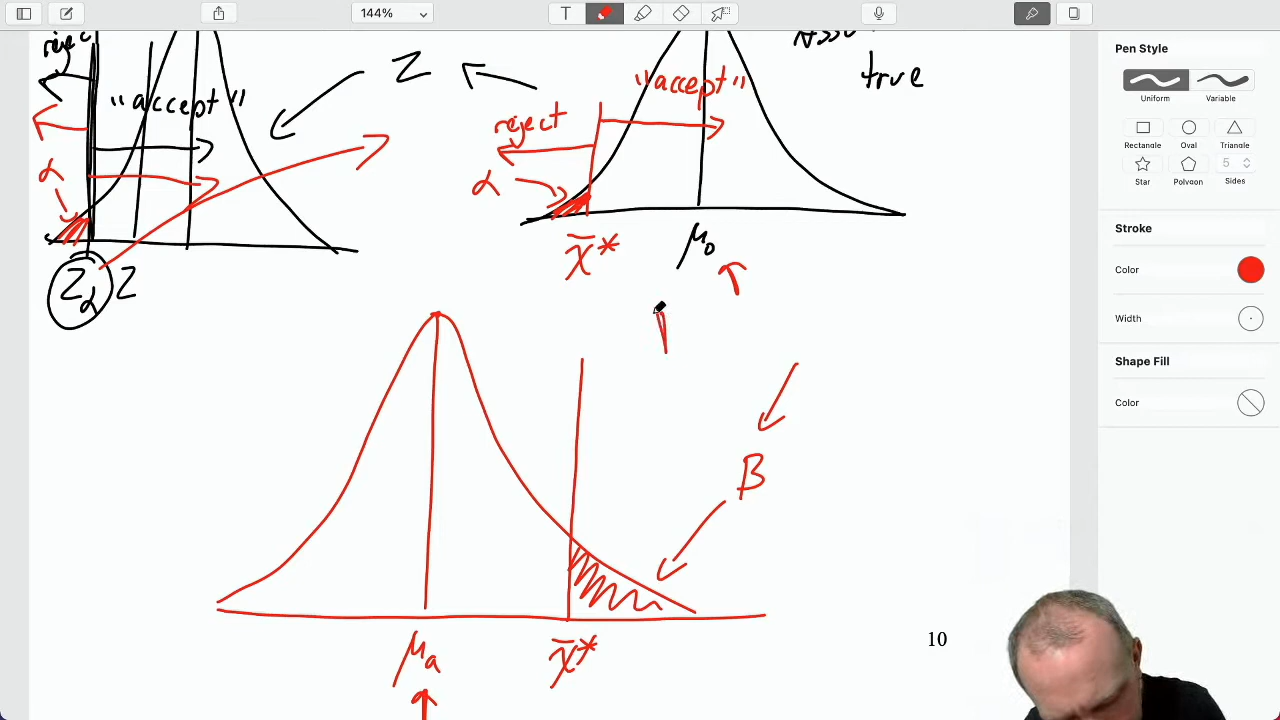 144%
T
Pen Style
Uniform
Variable
Rectangle
Oval
Triangle
Star
Polygon
5
Sides
Stroke
Color
Width
Shape Fill
Color
true
"accept"
Z
"accept"
reject
α
α
x̄*
μ₀
Zα
Z
β
μₐ
x̄*
10